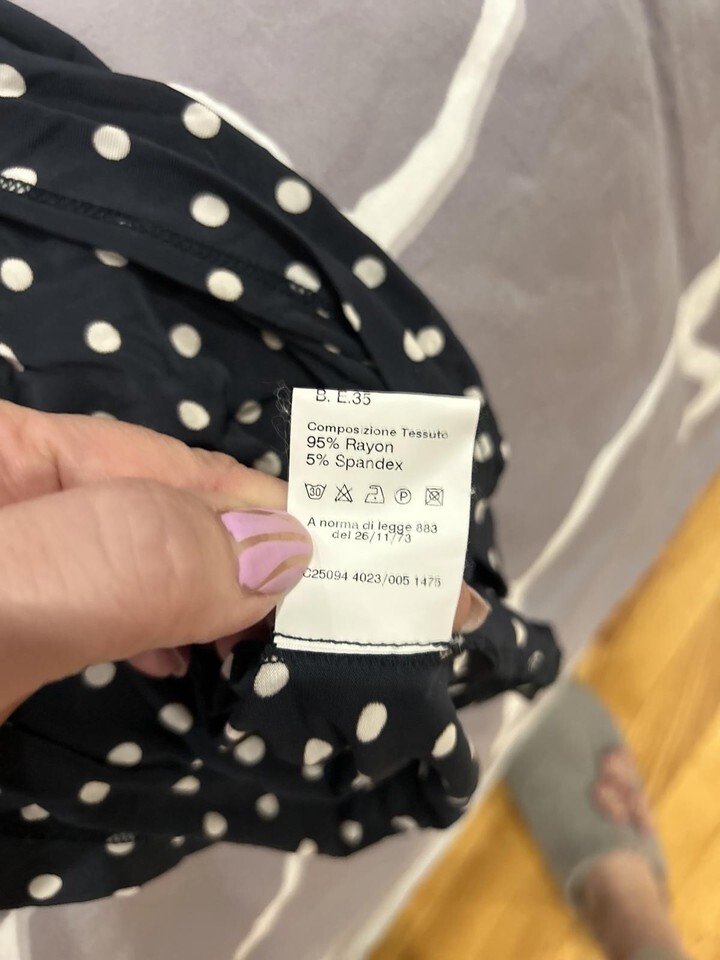 B. E.35
Composizione Tessuto
95% Rayon
5% Spandex
30 P
A norma di legge 883
del 26/11/73
C25094 4023/005 1475